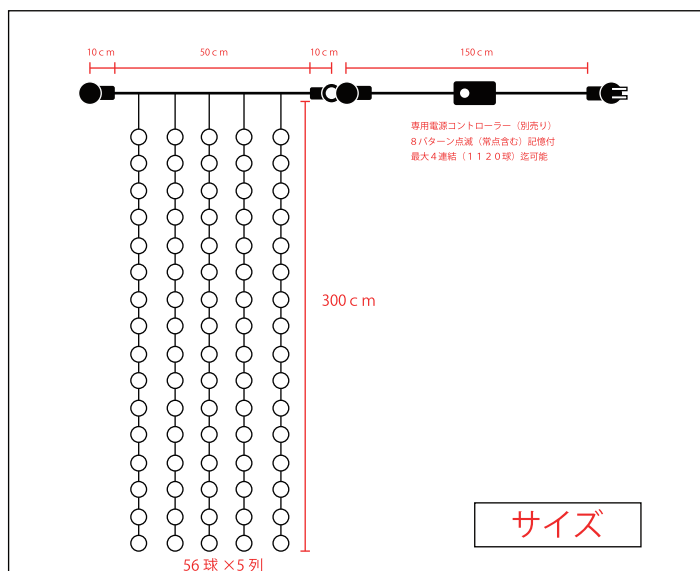 10ｃｍ 50ｃｍ 10ｃｍ 150ｃｍ
専用電源コントローラー（別売り）
８パターン点滅（常点含む）記憶付
最大４連結（１１２０球）迄可能
300ｃｍ
サイズ
56 球 ×5 列